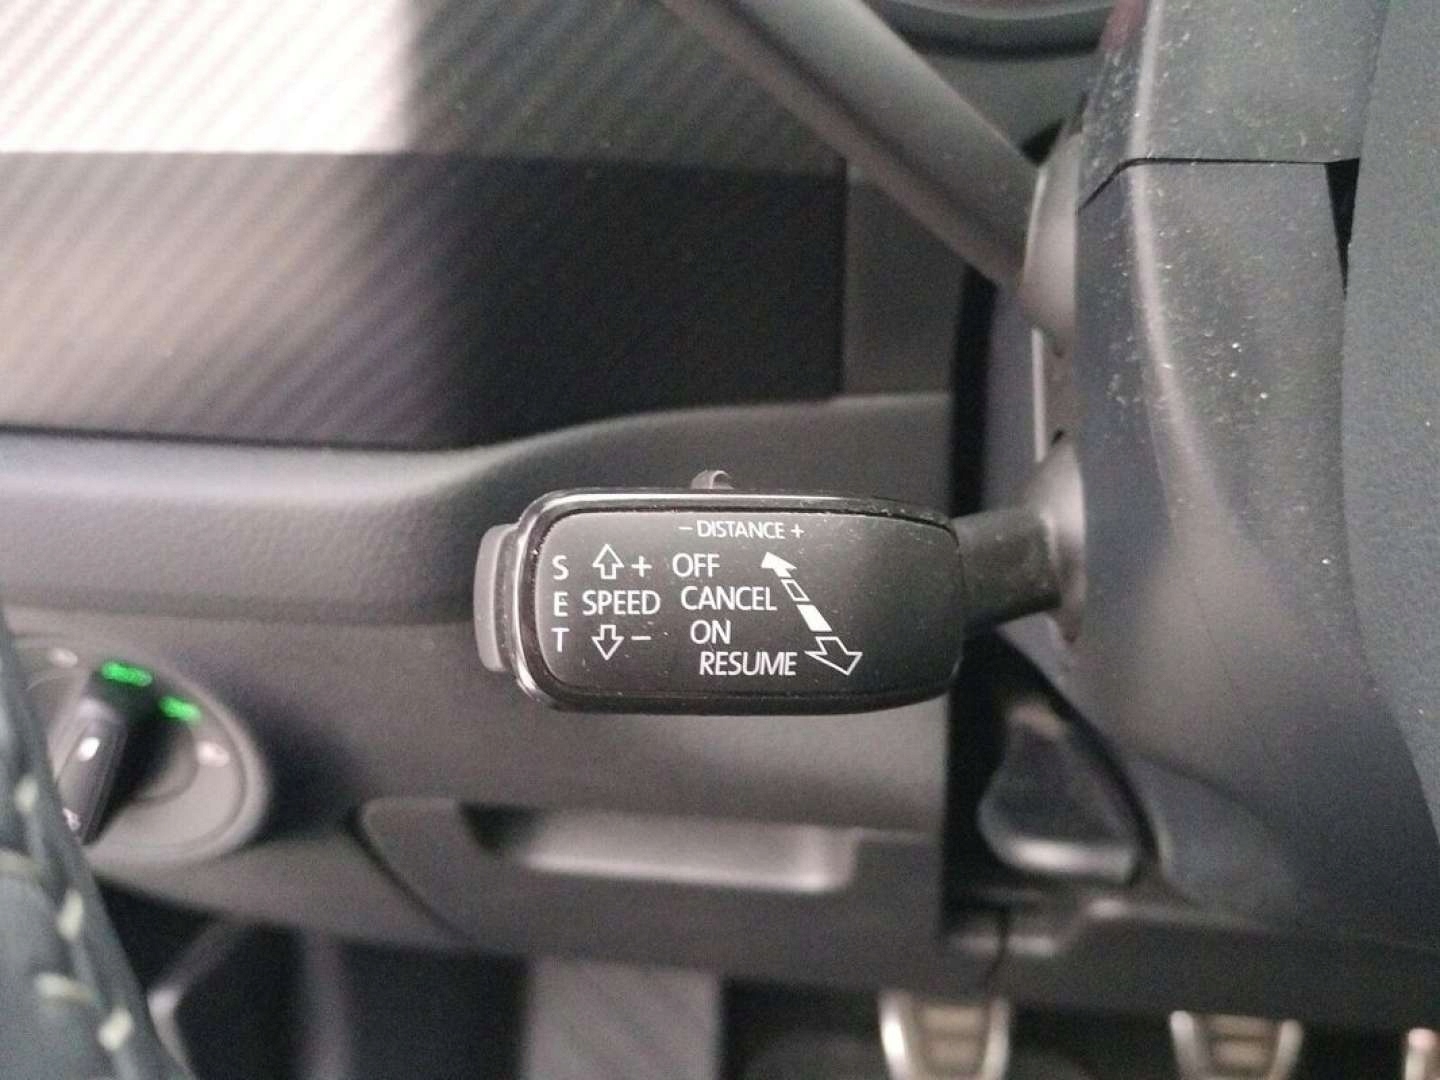 – DISTANCE +
S + OFF
E SPEED CANCEL
T – ON
RESUME